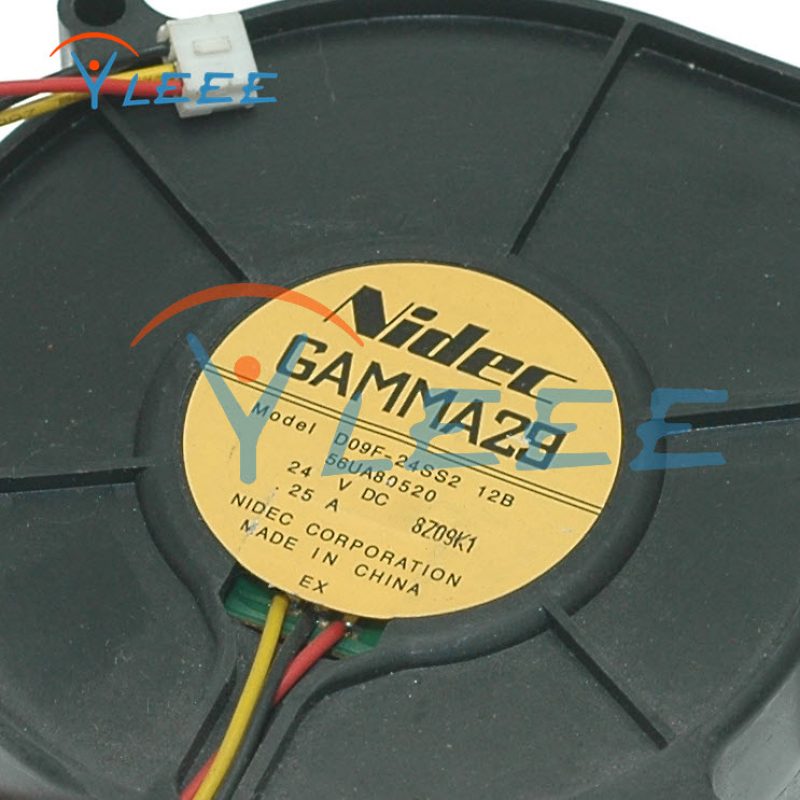 YLEEE
Nidec
GAMMA29
Model D09F-24SS2 12B
56UA80520
24 V DC
.25 A 8Z09K1
NIDEC CORPORATION
MADE IN CHINA
EX
YLEEE